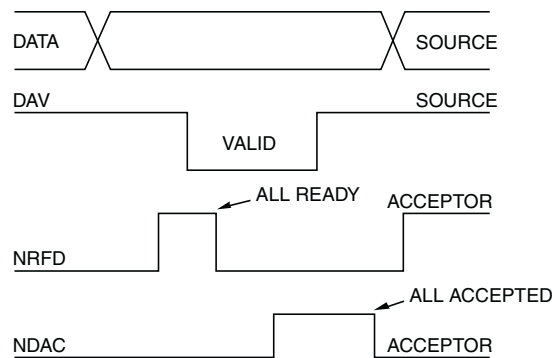 DATA
SOURCE
DAV
SOURCE
VALID
ALL READY
ACCEPTOR
NRFD
ALL ACCEPTED
NDAC
ACCEPTOR